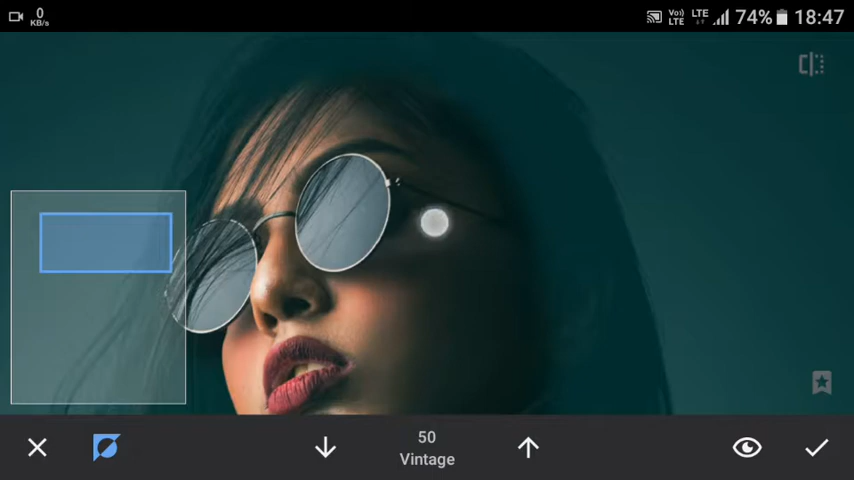 0
KB/s
Vo))
LTE
LTE
74%
18:47
50
Vintage